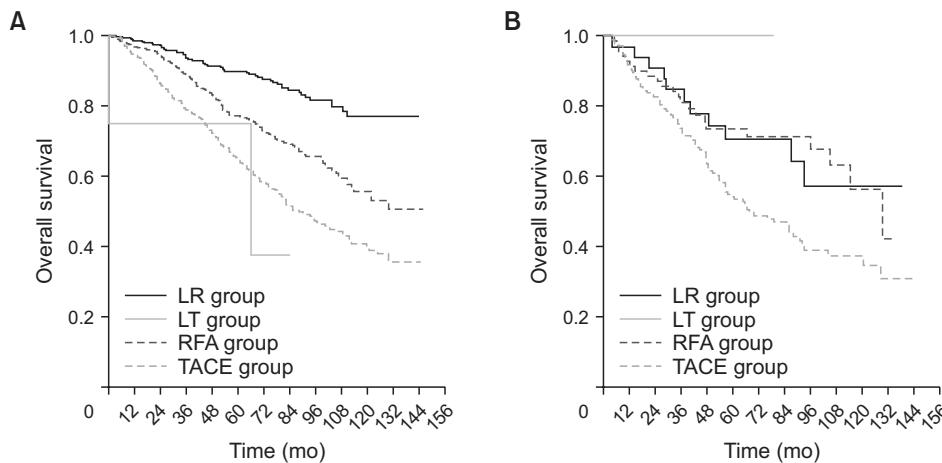 A
Overall survival
1.0
0.8
0.6
0.4
0.2
0
LR group
LT group
RFA group
TACE group
12 24 36 48 60 72 84 96 108 120 132 144 156
Time (mo)
B
Overall survival
1.0
0.8
0.6
0.4
0.2
0
LR group
LT group
RFA group
TACE group
12 24 36 48 60 72 84 96 108 120 132 144 156
Time (mo)